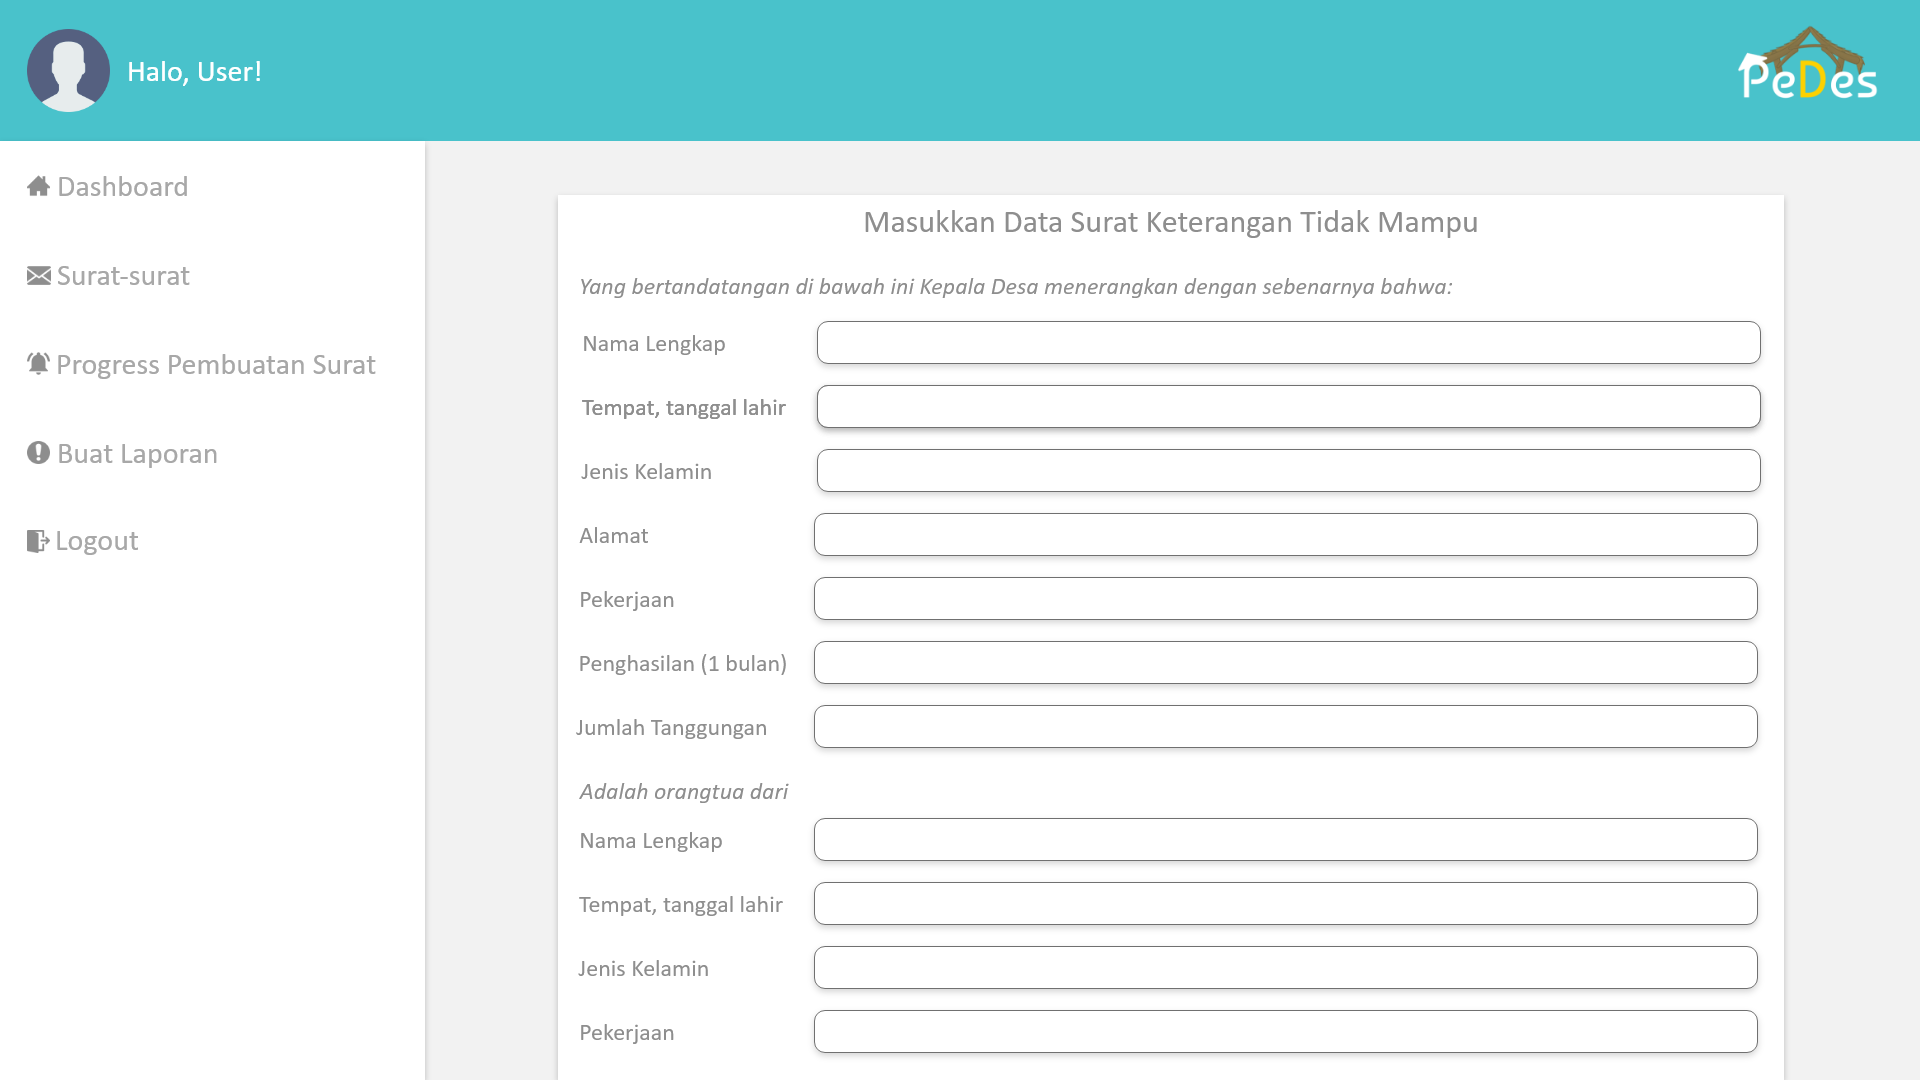 Halo, User!
PeDes
Dashboard
Surat-surat
Progress Pembuatan Surat
Buat Laporan
Logout
Masukkan Data Surat Keterangan Tidak Mampu
Yang bertandatangan di bawah ini Kepala Desa menerangkan dengan sebenarnya bahwa:
Nama Lengkap
Tempat, tanggal lahir
Jenis Kelamin
Alamat
Pekerjaan
Penghasilan (1 bulan)
Jumlah Tanggungan
Adalah orangtua dari
Nama Lengkap
Tempat, tanggal lahir
Jenis Kelamin
Pekerjaan